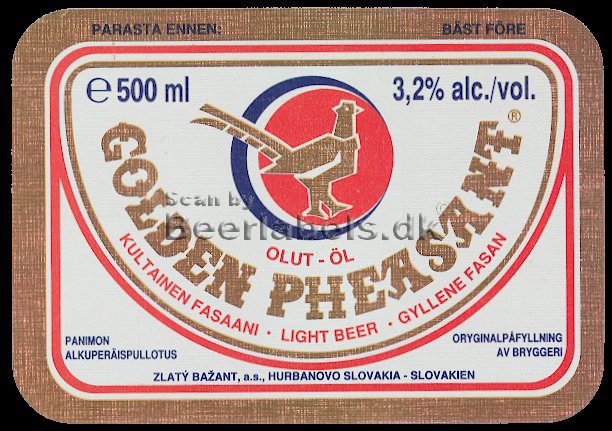 PARASTA ENNEN:
BÄST FÖRE
℮ 500 ml
3,2% alc./vol.
GOLDEN PHEASANT®
Scan by
Beerlabels.dk
OLUT - ÖL
KULTAINEN FASAANI · LIGHT BEER · GYLLENE FASAN
PANIMON
ALKUPERÄISPULLOTUS
ORYGINALPÅFYLLNING
AV BRYGGERI
ZLATÝ BAŽANT, a.s., HURBANOVO SLOVAKIA - SLOVAKIEN